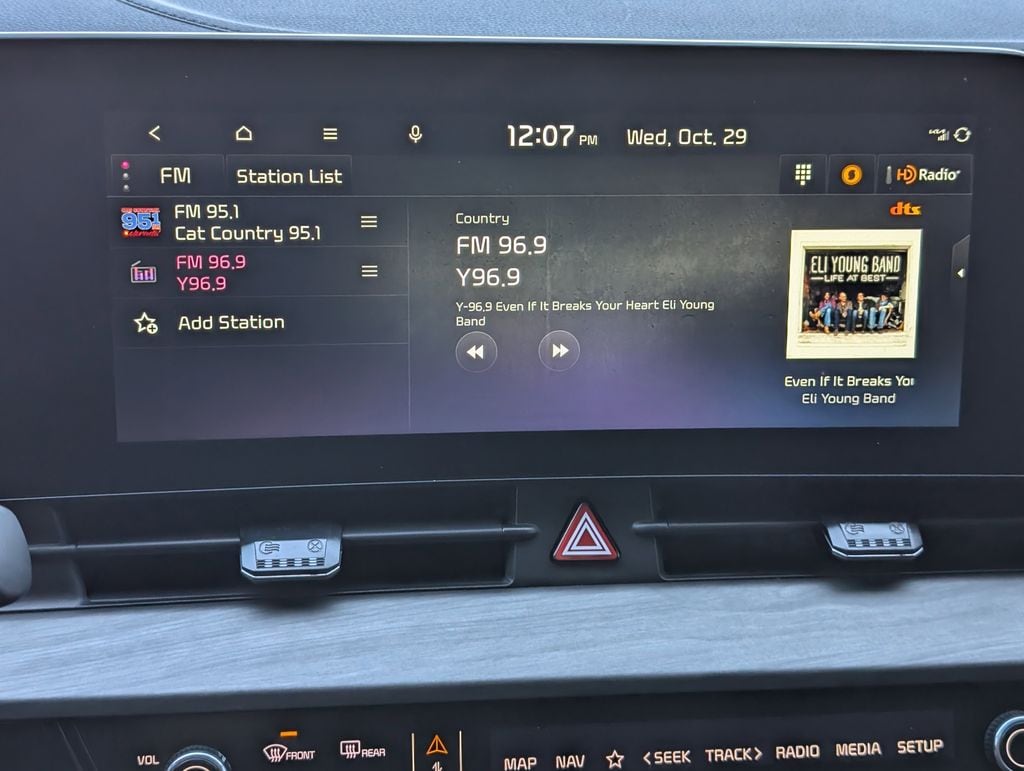 12:07 PM Wed, Oct. 29
FM Station List HD Radio
dts
95.1
FM 95.1
Cat Country 95.1
FM 96.9
Y96.9
Add Station
Country
FM 96.9
Y96.9
Y-96.9 Even If It Breaks Your Heart Eli Young
Band
ELI YOUNG BAND
LIFE AT BEST
Even If It Breaks You
Eli Young Band
VOL FRONT REAR MAP NAV <SEEK TRACK> RADIO MEDIA SETUP